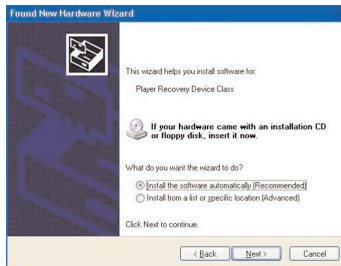 Found New Hardware Wizard
This wizard helps you install software for:
Player Recovery Device Class
If your hardware came with an installation CD
or floppy disk, insert it now.
What do you want the wizard to do?
Install the software automatically (Recommended)
Install from a list or specific location (Advanced)
Click Next to continue.
< Back Next > Cancel